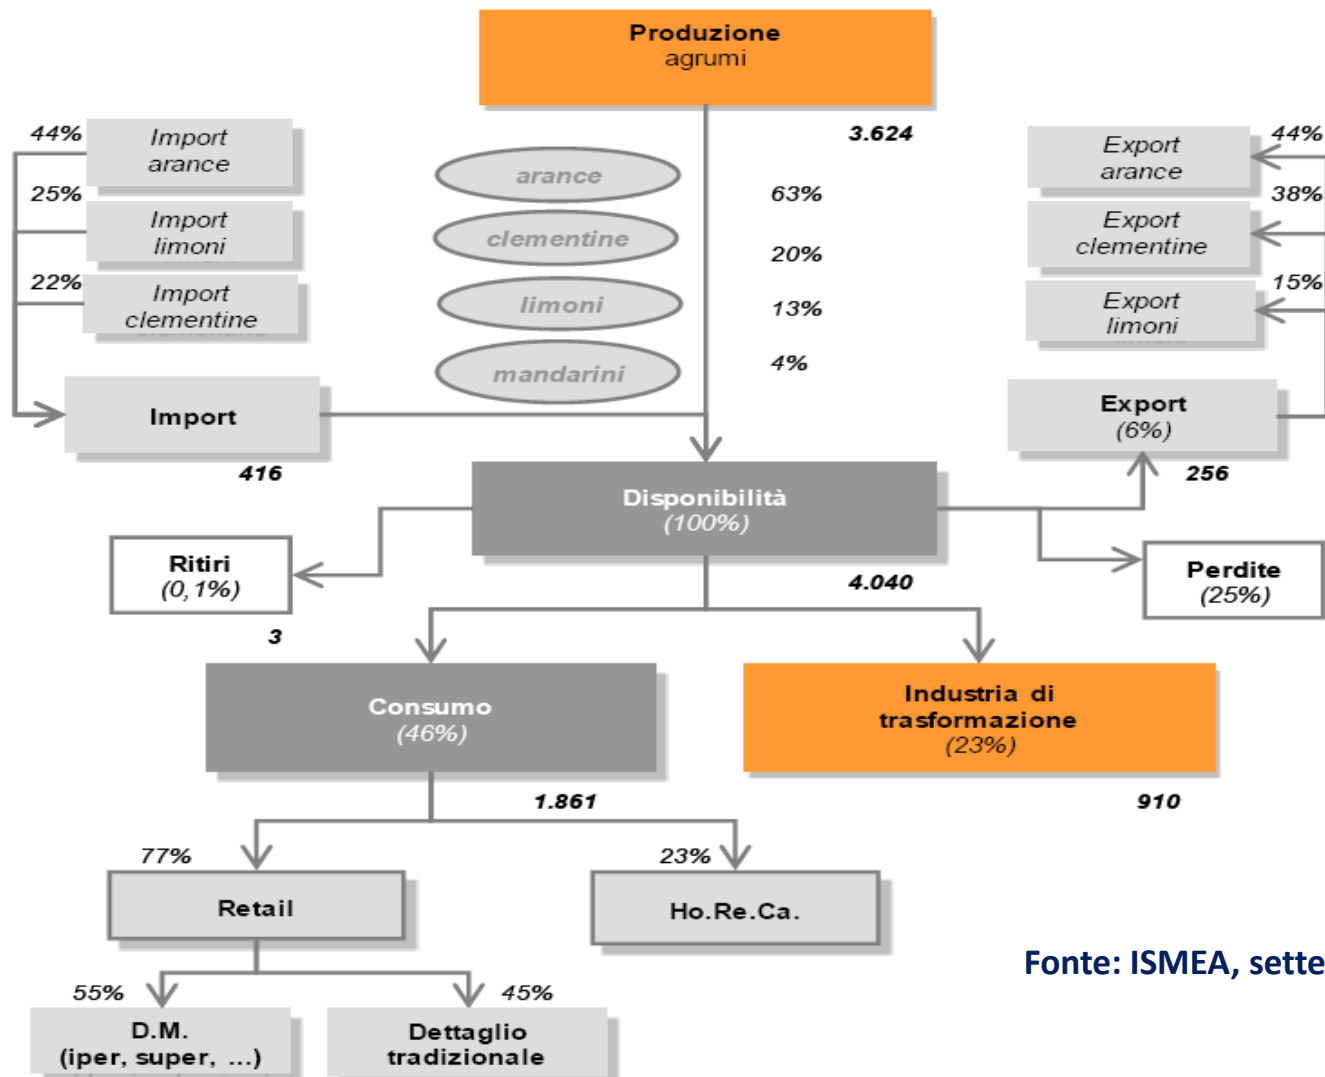 Produzione
agrumi
3.624
44%
Import
arance
25%
Import
limoni
22%
Import
clementine
Import
416
arance
63%
clementine
20%
limoni
13%
mandarini
4%
Export
arance
44%
Export
clementine
38%
Export
limoni
15%
Export
(6%)
256
Disponibilità
(100%)
4.040
Ritiri
(0,1%)
3
Perdite
(25%)
Consumo
(46%)
1.861
Industria di
trasformazione
(23%)
910
77%
Retail
23%
Ho.Re.Ca.
55%
D.M.
(iper, super, ...)
45%
Dettaglio
tradizionale
Fonte: ISMEA, sette